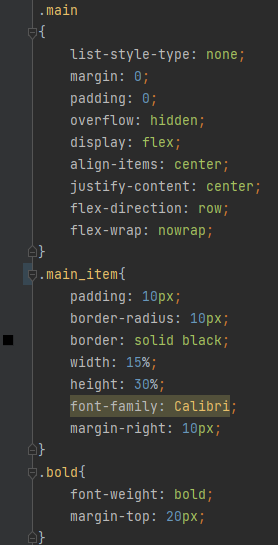 .main
{
    list-style-type: none;
    margin: 0;
    padding: 0;
    overflow: hidden;
    display: flex;
    align-items: center;
    justify-content: center;
    flex-direction: row;
    flex-wrap: nowrap;
}
.main_item{
    padding: 10px;
    border-radius: 10px;
    border: solid black;
    width: 15%;
    height: 30%;
    font-family: Calibri;
    margin-right: 10px;
}
.bold{
    font-weight: bold;
    margin-top: 20px;
}